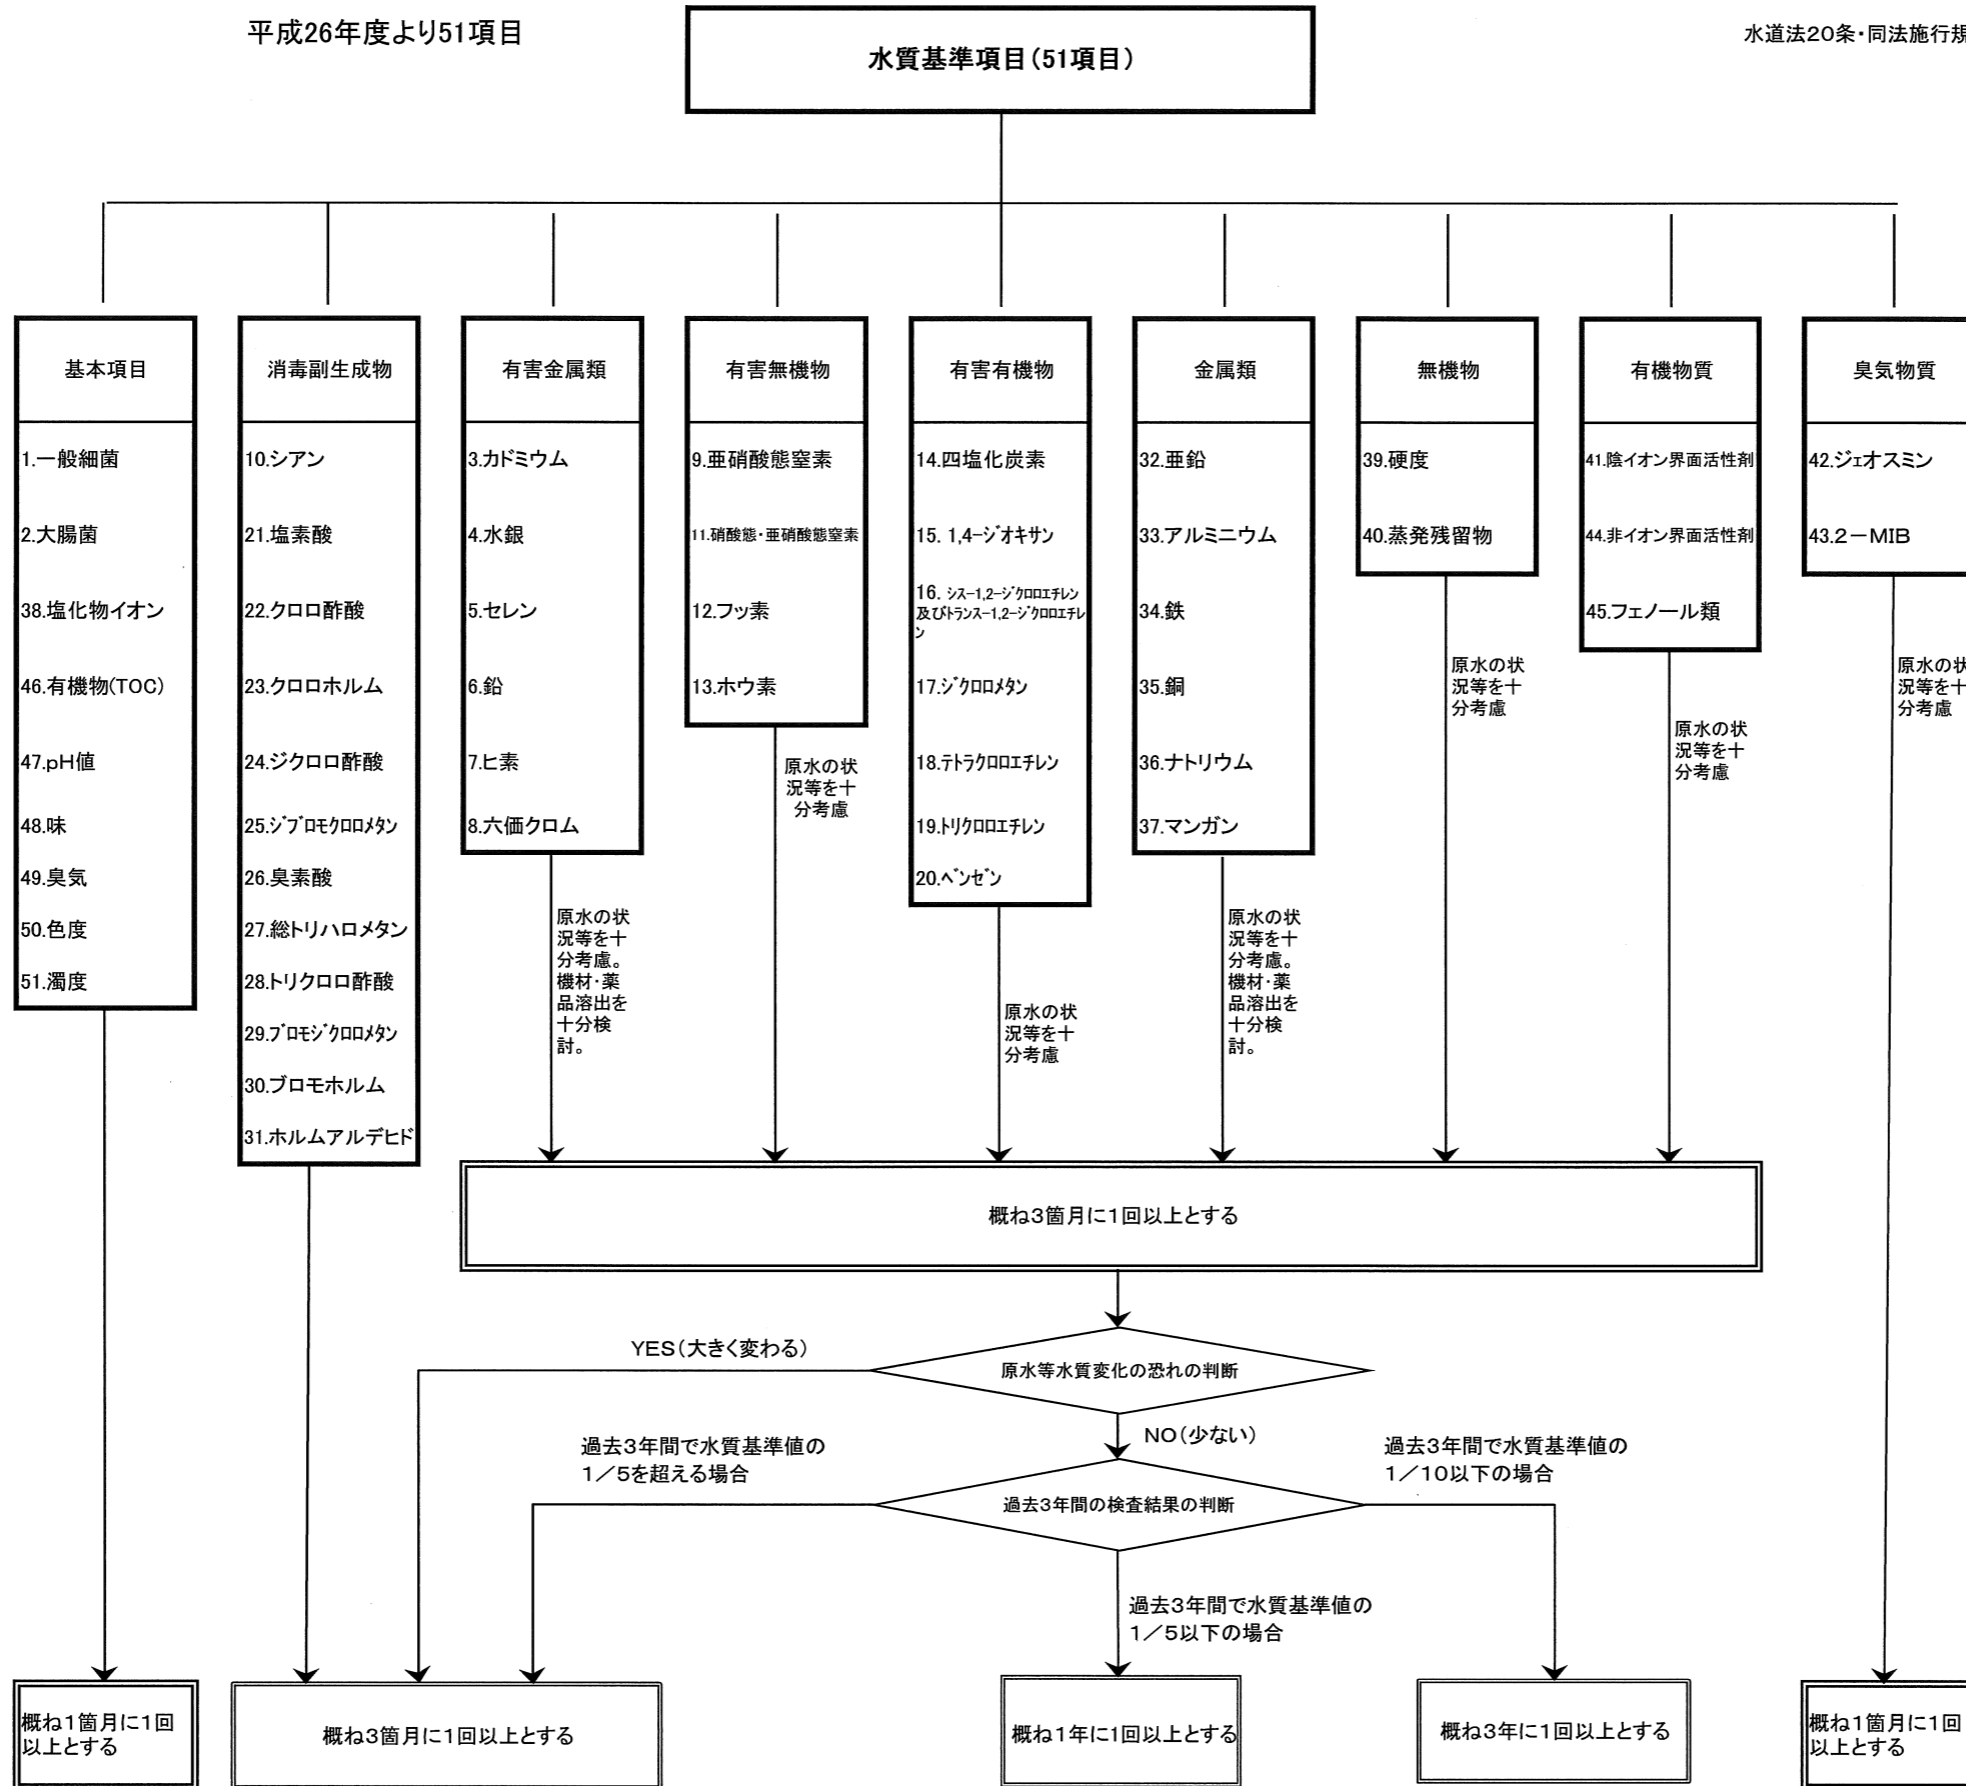 平成26年度より51項目
水質基準項目(51項目)
水道法20条・同法施行規
基本項目
1.一般細菌
2.大腸菌
38.塩化物イオン
46.有機物(TOC)
47.pH値
48.味
49.臭気
50.色度
51.濁度
消毒副生成物
10.シアン
21.塩素酸
22.クロロ酢酸
23.クロロホルム
24.ジクロロ酢酸
25.ジブロモクロロメタン
26.臭素酸
27.総トリハロメタン
28.トリクロロ酢酸
29.ブロモジクロロメタン
30.ブロモホルム
31.ホルムアルデヒド
有害金属類
3.カドミウム
4.水銀
5.セレン
6.鉛
7.ヒ素
8.六価クロム
原水の状
況等を十
分考慮。
機材・薬
品溶出を
十分検
討。
有害無機物
9.亜硝酸態窒素
11.硝酸態・亜硝酸態窒素
12.フッ素
13.ホウ素
原水の状
況等を十
分考慮
有害有機物
14.四塩化炭素
15. 1,4-ジオキサン
16. シス-1,2-ジクロロエチレン
及びトランス-1,2-ジクロロエチレ
ン
17.ジクロロメタン
18.テトラクロロエチレン
19.トリクロロエチレン
20.ベンゼン
原水の状
況等を十
分考慮
金属類
32.亜鉛
33.アルミニウム
34.鉄
35.銅
36.ナトリウム
37.マンガン
原水の状
況等を十
分考慮。
機材・薬
品溶出を
十分検
討。
無機物
39.硬度
40.蒸発残留物
原水の状
況等を十
分考慮
有機物質
41.陰イオン界面活性剤
44.非イオン界面活性剤
45.フェノール類
原水の状
況等を十
分考慮
臭気物質
42.ジェオスミン
43.2-MIB
原水の状
況等を十
分考慮
概ね3箇月に1回以上とする
YES(大きく変わる)
原水等水質変化の恐れの判断
NO(少ない)
過去3年間で水質基準値の
1/5を超える場合
過去3年間の検査結果の判断
過去3年間で水質基準値の
1/10以下の場合
過去3年間で水質基準値の
1/5以下の場合
概ね1箇月に1回
以上とする
概ね3箇月に1回以上とする
概ね1年に1回以上とする
概ね3年に1回以上とする
概ね1箇月に1回
以上とする